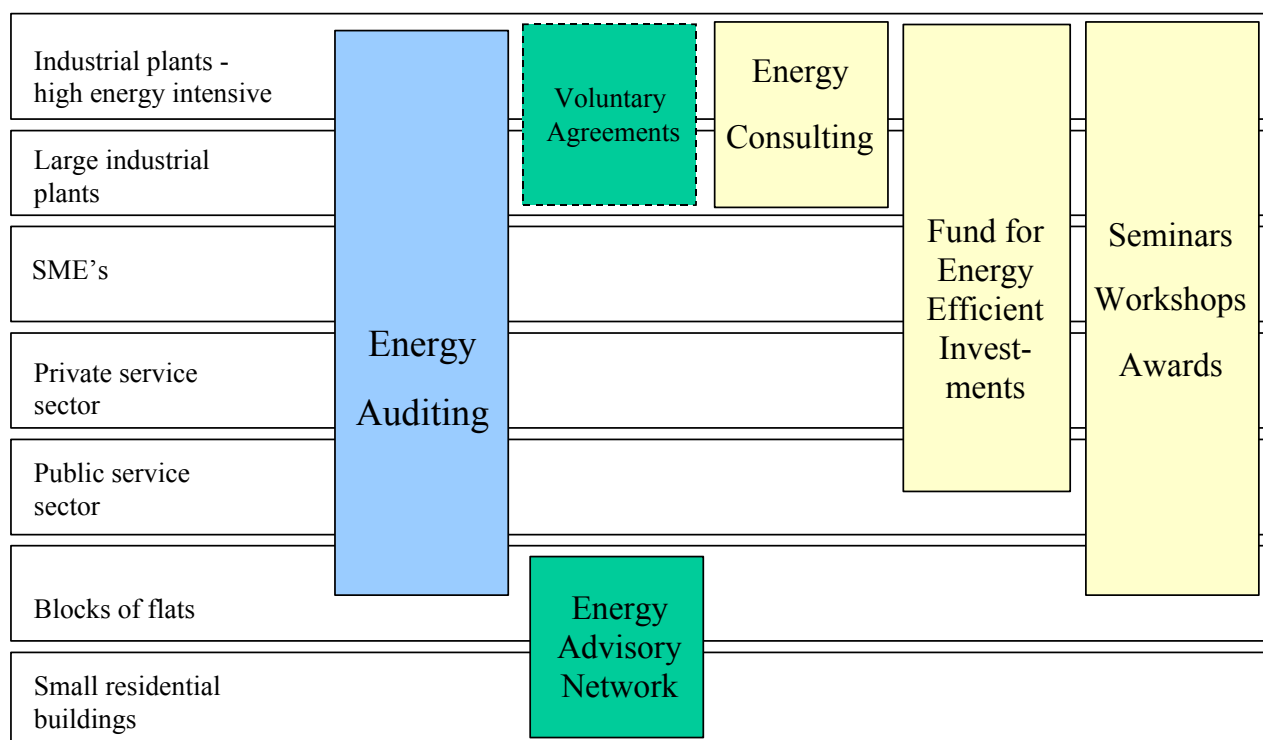 Industrial plants -
high energy intensive
Large industrial
plants
SME’s
Private service
sector
Public service
sector
Blocks of flats
Small residential
buildings
Energy
Auditing
Voluntary
Agreements
Energy
Advisory
Network
Energy
Consulting
Fund for
Energy
Efficient
Invest-
ments
Seminars
Workshops
Awards